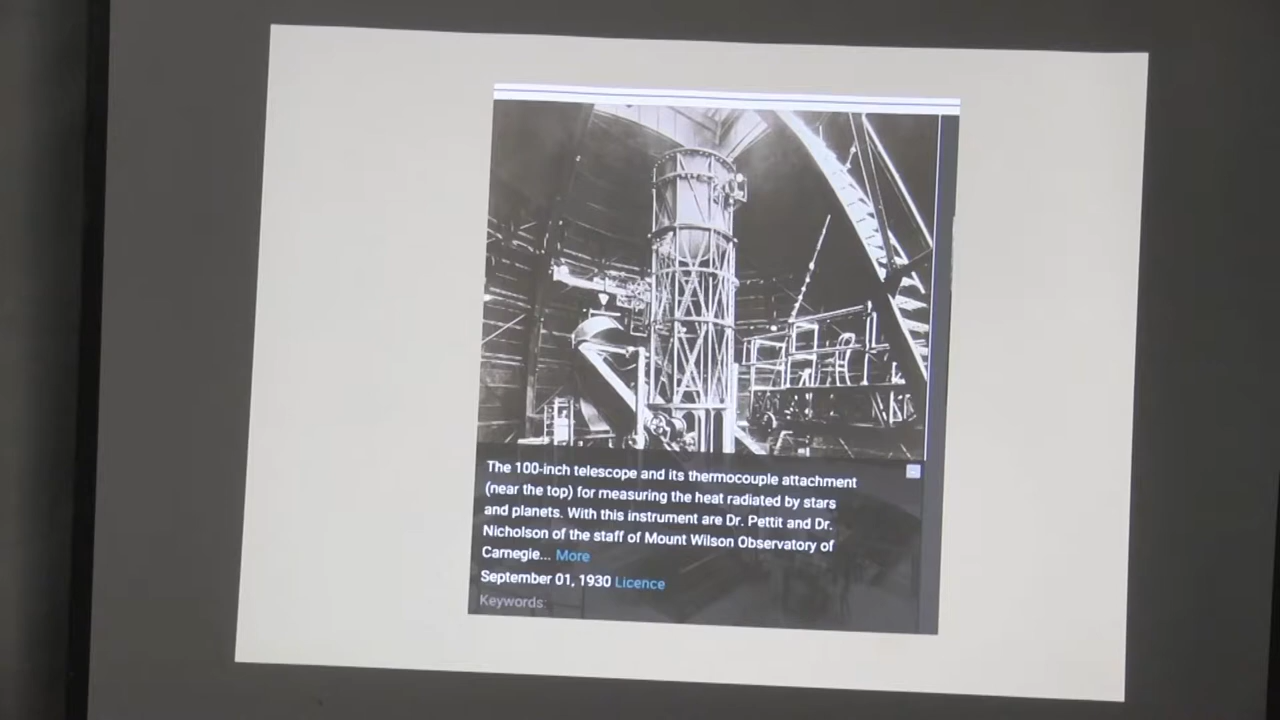 The 100-inch telescope and its thermocouple attachment
(near the top) for measuring the heat radiated by stars
and planets. With this instrument are Dr. Pettit and Dr.
Nicholson of the staff of Mount Wilson Observatory of
Carnegie... More
September 01, 1930 Licence
Keywords: